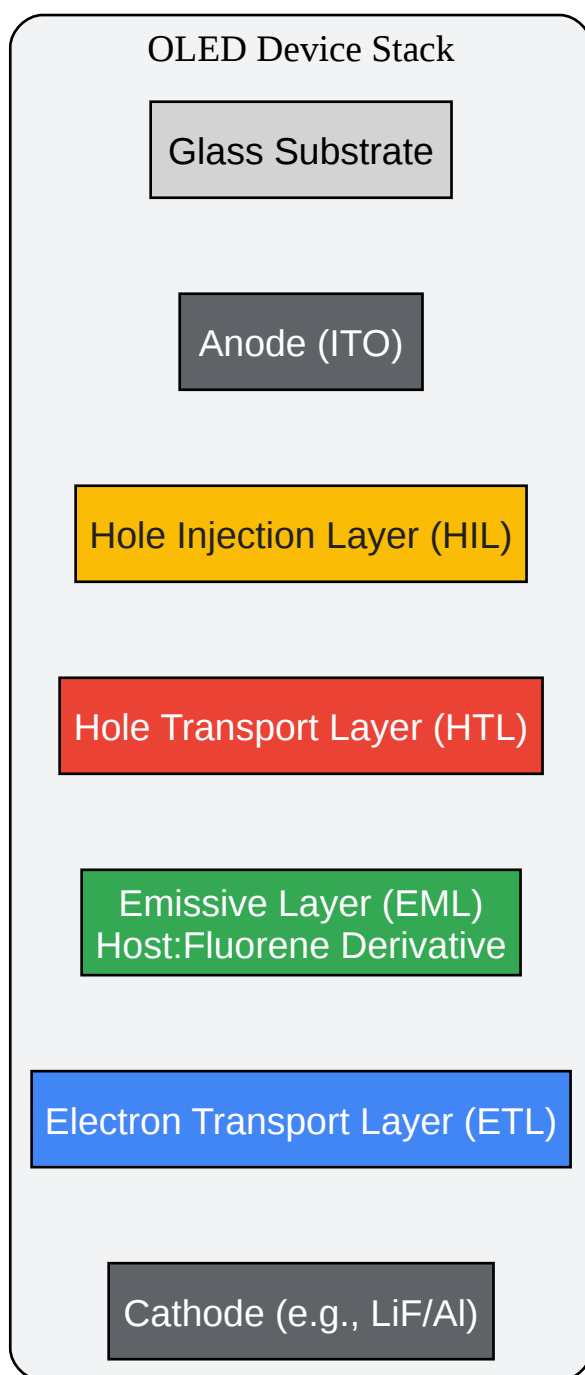 OLED Device Stack
Glass Substrate
Anode (ITO)
Hole Injection Layer (HIL)
Hole Transport Layer (HTL)
Emissive Layer (EML)
Host:Fluorene Derivative
Electron Transport Layer (ETL)
Cathode (e.g., LiF/Al)